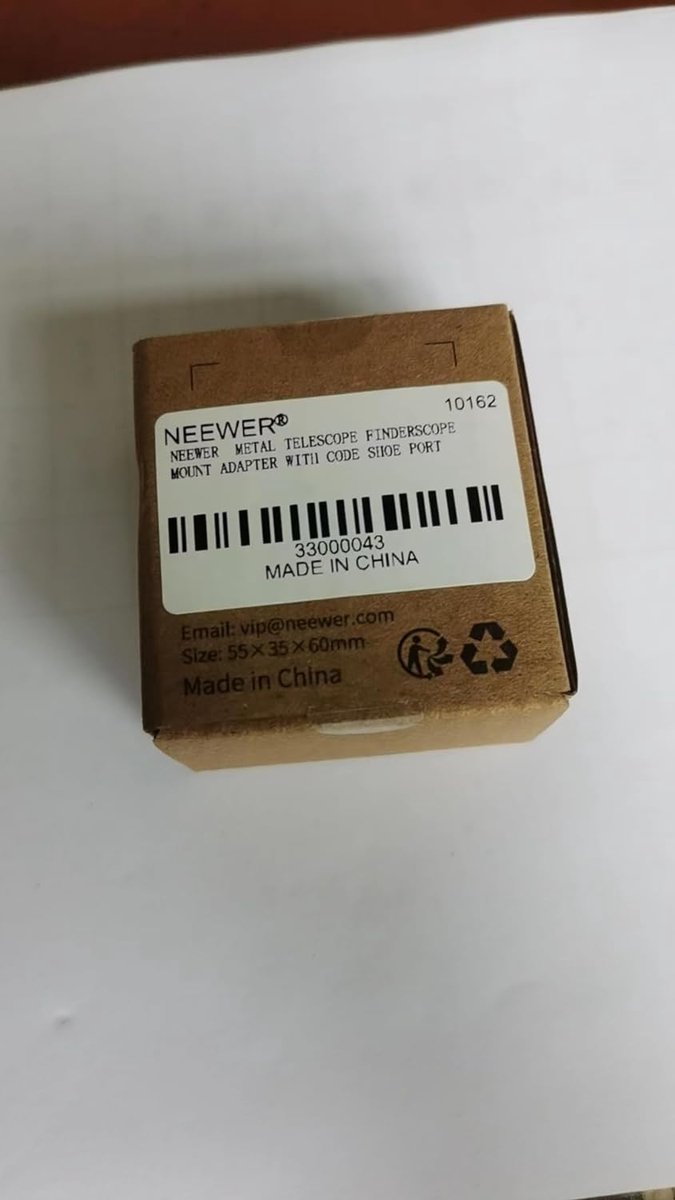 10162
NEEWER®
NEEWER METAL TELESCOPE FINDERSCOPE
MOUNT ADAPTER WITH CODE SHOE PORT
33000043
MADE IN CHINA
Email: vip@neewer.com
Size: 55×35×60mm
Made in China